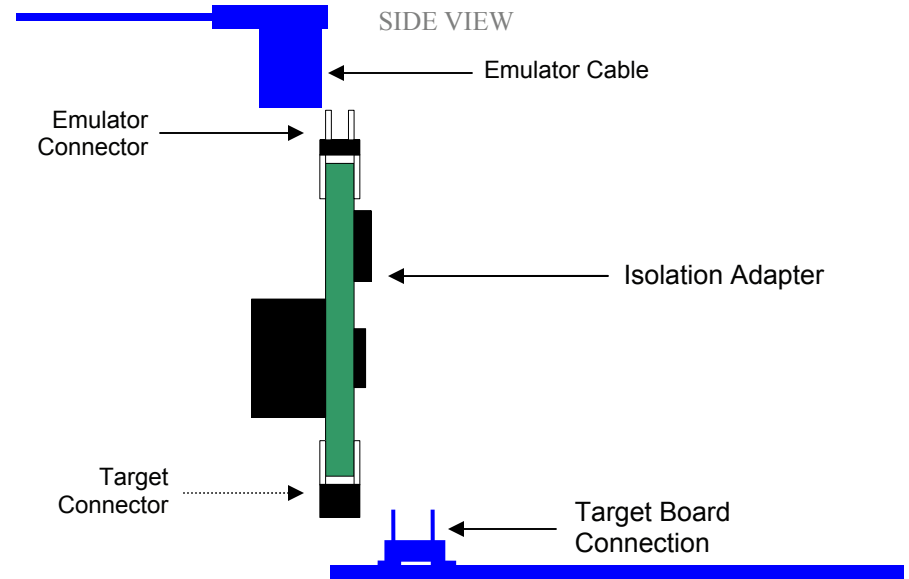 SIDE VIEW
Emulator Cable
Emulator
Connector
Isolation Adapter
Target
Connector
Target Board
Connection